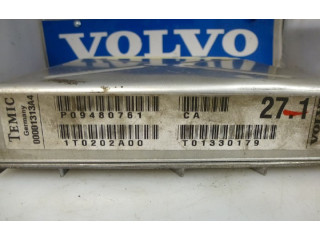 VOLVO
TEMIC
Germany
00001313A4
P09480761
CA
27-1
1T0202A00
T01330179